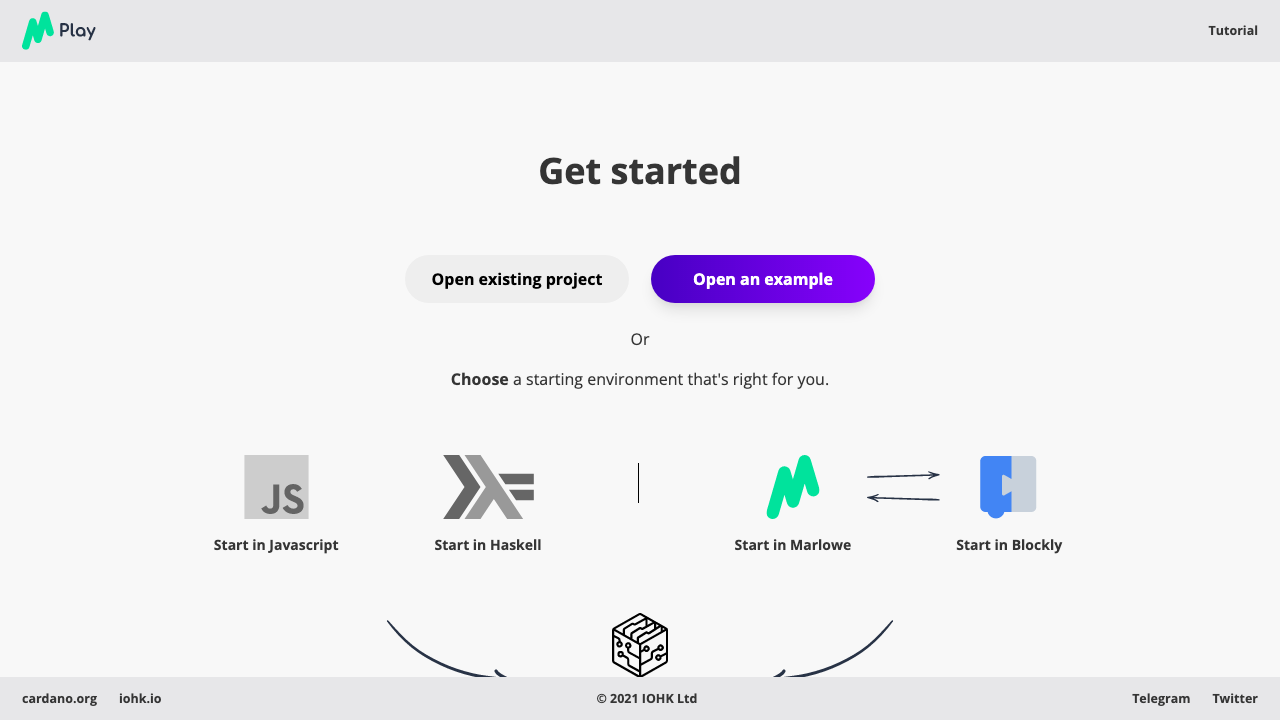 Play
Tutorial
Get started
Open existing project
Open an example
Or
Choose a starting environment that's right for you.
JS
Start in Javascript
Start in Haskell
Start in Marlowe
Start in Blockly
cardano.org
iohk.io
© 2021 IOHK Ltd
Telegram
Twitter